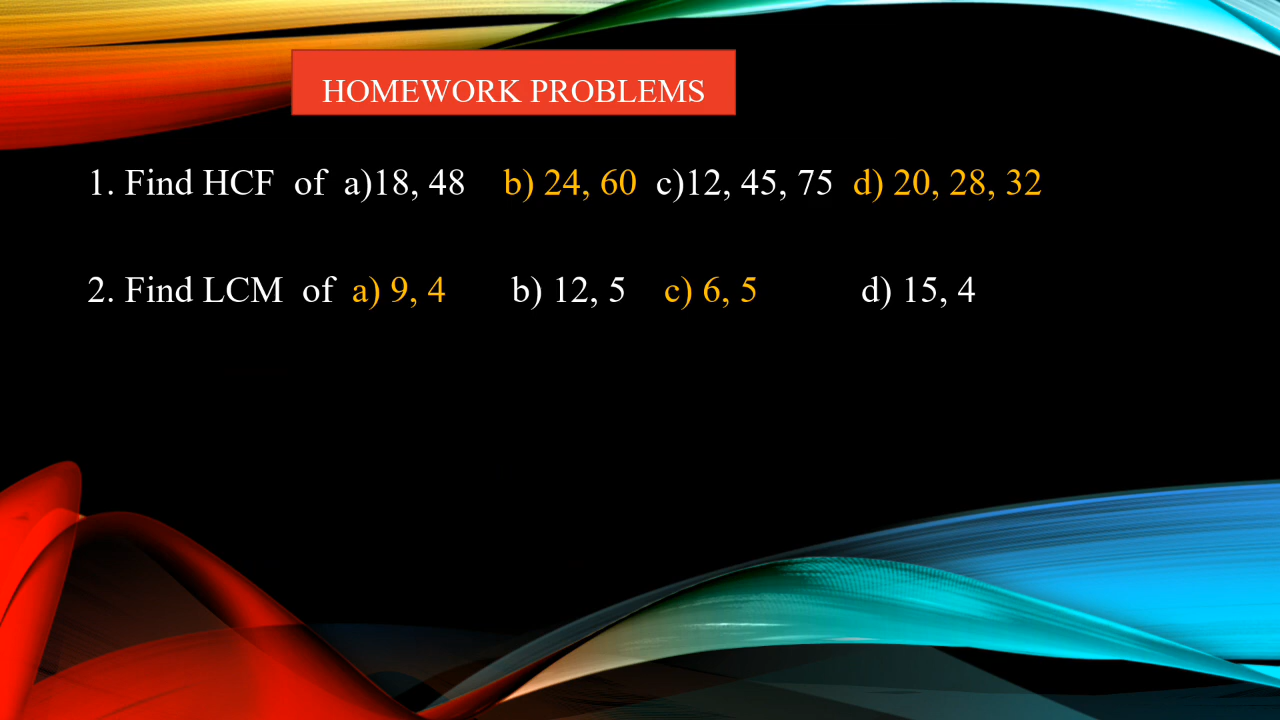 HOMEWORK PROBLEMS
1. Find HCF of a)18, 48 b) 24, 60 c)12, 45, 75 d) 20, 28, 32
2. Find LCM of a) 9, 4 b) 12, 5 c) 6, 5 d) 15, 4